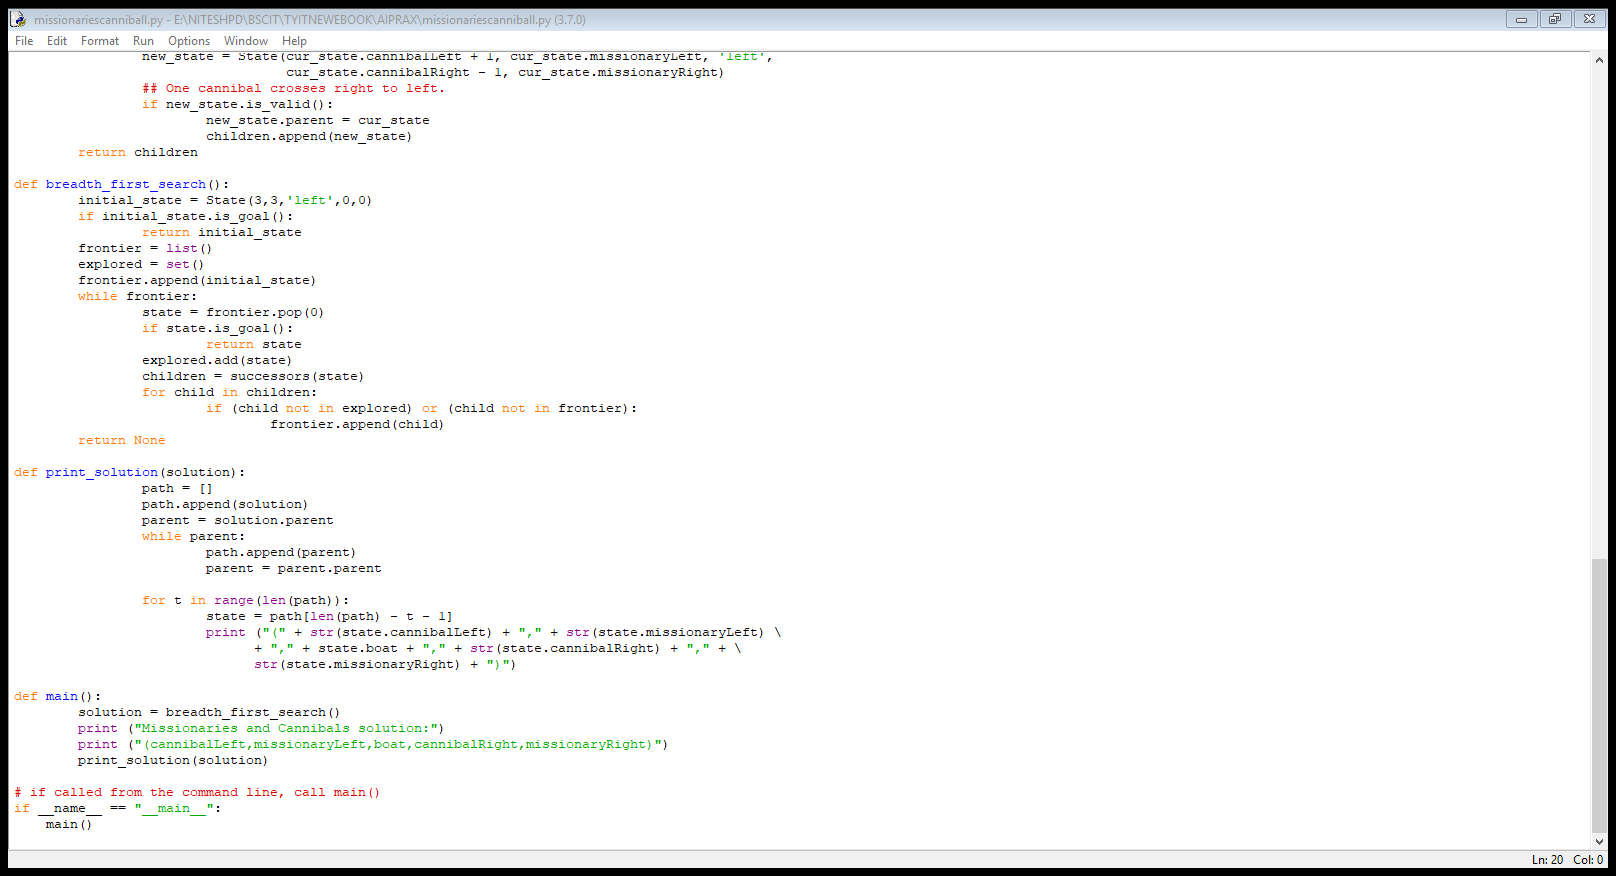 missionariescanniball.py - E:\NITESHPD\BSCIT\TYITNEWEBOOK\AIPRAX\missionariescanniball.py (3.7.0)
File Edit Format Run Options Window Help
                new_state = State(cur_state.cannibalLeft + 1, cur_state.missionaryLeft, 'left',
                                  cur_state.cannibalRight - 1, cur_state.missionaryRight)
                ## One cannibal crosses right to left.
                if new_state.is_valid():
                        new_state.parent = cur_state
                        children.append(new_state)
        return children

def breadth_first_search():
        initial_state = State(3,3,'left',0,0)
        if initial_state.is_goal():
                return initial_state
        frontier = list()
        explored = set()
        frontier.append(initial_state)
        while frontier:
                state = frontier.pop(0)
                if state.is_goal():
                        return state
                explored.add(state)
                children = successors(state)
                for child in children:
                        if (child not in explored) or (child not in frontier):
                                frontier.append(child)
        return None

def print_solution(solution):
                path = []
                path.append(solution)
                parent = solution.parent
                while parent:
                        path.append(parent)
                        parent = parent.parent

                for t in range(len(path)):
                        state = path[len(path) - t - 1]
                        print ("(" + str(state.cannibalLeft) + "," + str(state.missionaryLeft) \
                              + "," + state.boat + "," + str(state.cannibalRight) + "," + \
                              str(state.missionaryRight) + ")")

def main():
        solution = breadth_first_search()
        print ("Missionaries and Cannibals solution:")
        print ("(cannibalLeft,missionaryLeft,boat,cannibalRight,missionaryRight)")
        print_solution(solution)

# if called from the command line, call main()
if __name__ == "__main__":
    main()
Ln: 20 Col: 0